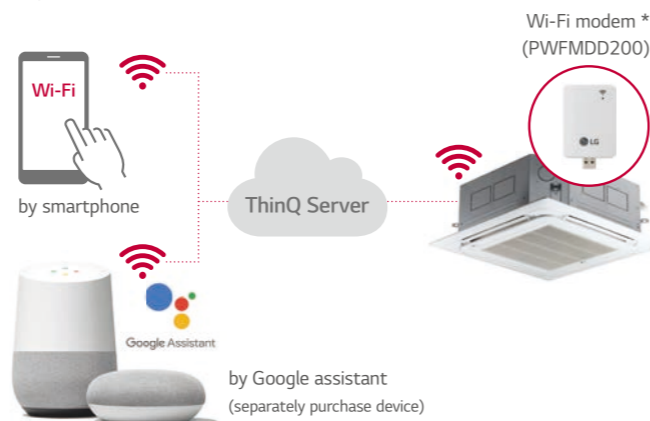 Wi-Fi modem *
(PWFMDD200)
Wi-Fi
LG
by smartphone
ThinQ Server
Google Assistant
by Google assistant
(separately purchase device)